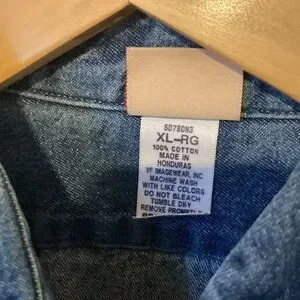 SD78DN3
XL-RG
100% COTTON
MADE IN
HONDURAS
VF IMAGEWEAR, INC.
MACHINE WASH
WITH LIKE COLORS
DO NOT BLEACH
TUMBLE DRY
REMOVE PROMPTLY